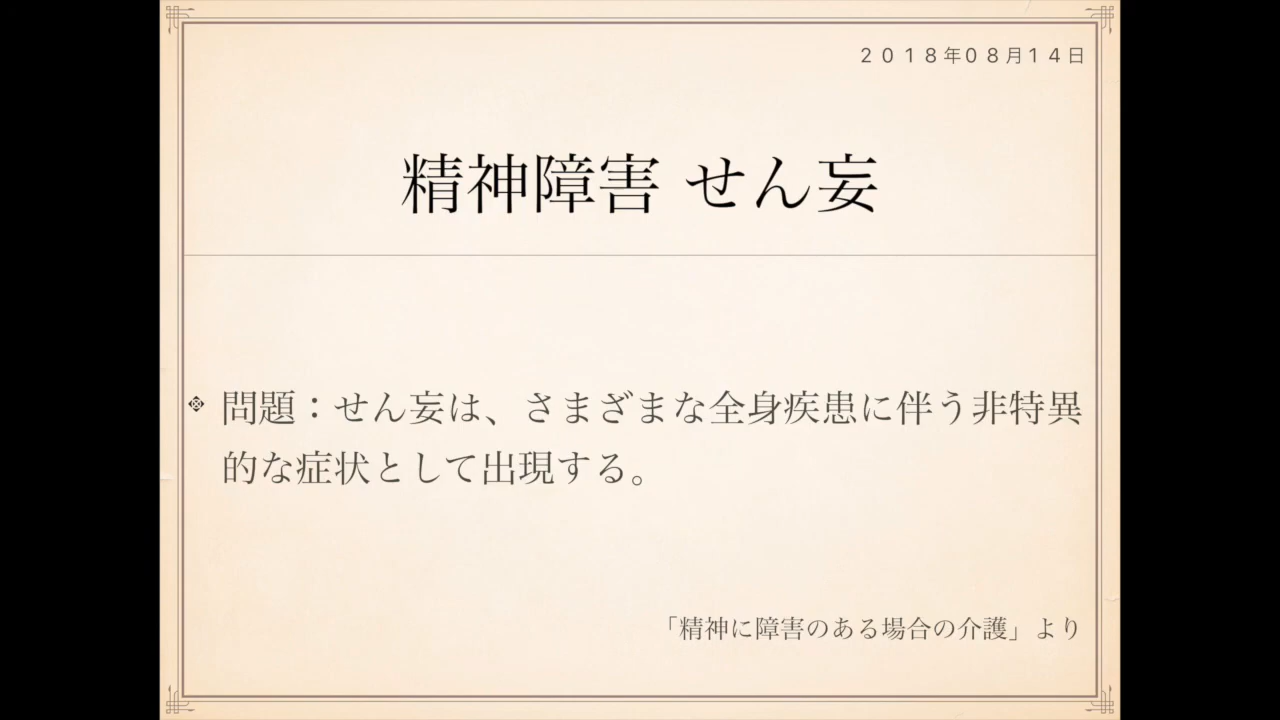 ２０１８年０８月１４日
精神障害 せん妄
問題：せん妄は、さまざまな全身疾患に伴う非特異
的な症状として出現する。
「精神に障害のある場合の介護」より